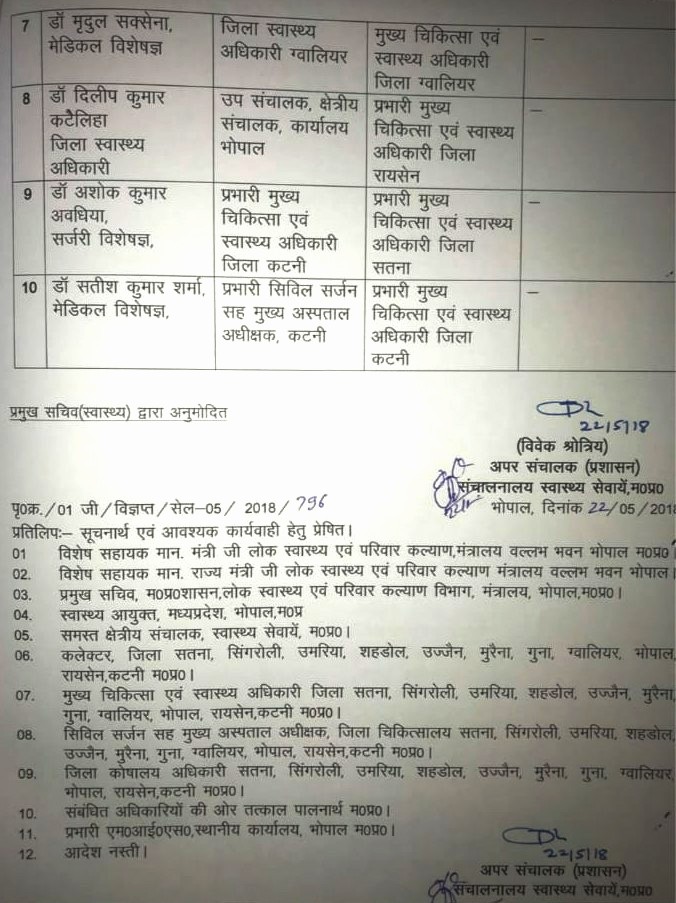 7 डॉ मृदुल सक्सेना, जिला स्वास्थ्य मुख्य चिकित्सा एवं —
मेडिकल विशेषज्ञ अधिकारी ग्वालियर स्वास्थ्य अधिकारी
जिला ग्वालियर
8 डॉ दिलीप कुमार उप संचालक, क्षेत्रीय प्रभारी मुख्य —
कटैलिहा संचालक, कार्यालय चिकित्सा एवं स्वास्थ्य
जिला स्वास्थ्य भोपाल अधिकारी जिला
अधिकारी रायसेन
9 डॉ अशोक कुमार प्रभारी मुख्य प्रभारी मुख्य —
अवधिया, चिकित्सा एवं चिकित्सा एवं स्वास्थ्य
सर्जरी विशेषज्ञ, स्वास्थ्य अधिकारी अधिकारी जिला
जिला कटनी सतना
10 डॉ सतीश कुमार शर्मा, प्रभारी सिविल सर्जन प्रभारी मुख्य —
मेडिकल विशेषज्ञ, सह मुख्य अस्पताल चिकित्सा एवं स्वास्थ्य
अधीक्षक, कटनी अधिकारी जिला
कटनी
प्रमुख सचिव(स्वास्थ्य) द्वारा अनुमोदित
22/5/18
(विवेक श्रोत्रिय)
अपर संचालक (प्रशासन)
संचालनालय स्वास्थ्य सेवायें,म0प्र0
पृ0क्र./01 जी/विज्ञप्त/सेल–05/2018/796 भोपाल, दिनांक 22/05/2018
प्रतिलिपः– सूचनार्थ एवं आवश्यक कार्यवाही हेतु प्रेषित।
01 विशेष सहायक मान. मंत्री जी लोक स्वास्थ्य एवं परिवार कल्याण,मंत्रालय वल्लभ भवन भोपाल म0प्र0।
02. विशेष सहायक मान. राज्य मंत्री जी लोक स्वास्थ्य एवं परिवार कल्याण मंत्रालय वल्लभ भवन भोपाल।
03. प्रमुख सचिव, म0प्र0शासन,लोक स्वास्थ्य एवं परिवार कल्याण विभाग, मंत्रालय, भोपाल,म0प्र0।
04. स्वास्थ्य आयुक्त, मध्यप्रदेश, भोपाल,म0प्र
05. समस्त क्षेत्रीय संचालक, स्वास्थ्य सेवायें, म0प्र0।
06. कलेक्टर, जिला सतना, सिंगरोली, उमरिया, शहडोल, उज्जैन, मुरैना, गुना, ग्वालियर, भोपाल,
रायसेन,कटनी म0प्र0।
07. मुख्य चिकित्सा एवं स्वास्थ्य अधिकारी जिला सतना, सिंगरोली, उमरिया, शहडोल, उज्जैन, मुरैना,
गुना, ग्वालियर, भोपाल, रायसेन,कटनी म0प्र0।
08. सिविल सर्जन सह मुख्य अस्पताल अधीक्षक, जिला चिकित्सालय सतना, सिंगरोली, उमरिया, शहडोल,
उज्जैन, मुरैना, गुना, ग्वालियर, भोपाल, रायसेन,कटनी म0प्र0।
09. जिला कोषालय अधिकारी सतना, सिंगरोली, उमरिया, शहडोल, उज्जैन, मुरैना, गुना, ग्वालियर,
भोपाल, रायसेन,कटनी म0प्र0।
10. संबंधित अधिकारियों की ओर तत्काल पालनार्थ म0प्र0।
11. प्रभारी एम0आई0एस0,स्थानीय कार्यालय, भोपाल म0प्र0।
12. आदेश नस्ती।
22/5/18
अपर संचालक (प्रशासन)
संचालनालय स्वास्थ्य सेवायें,म0प्र0